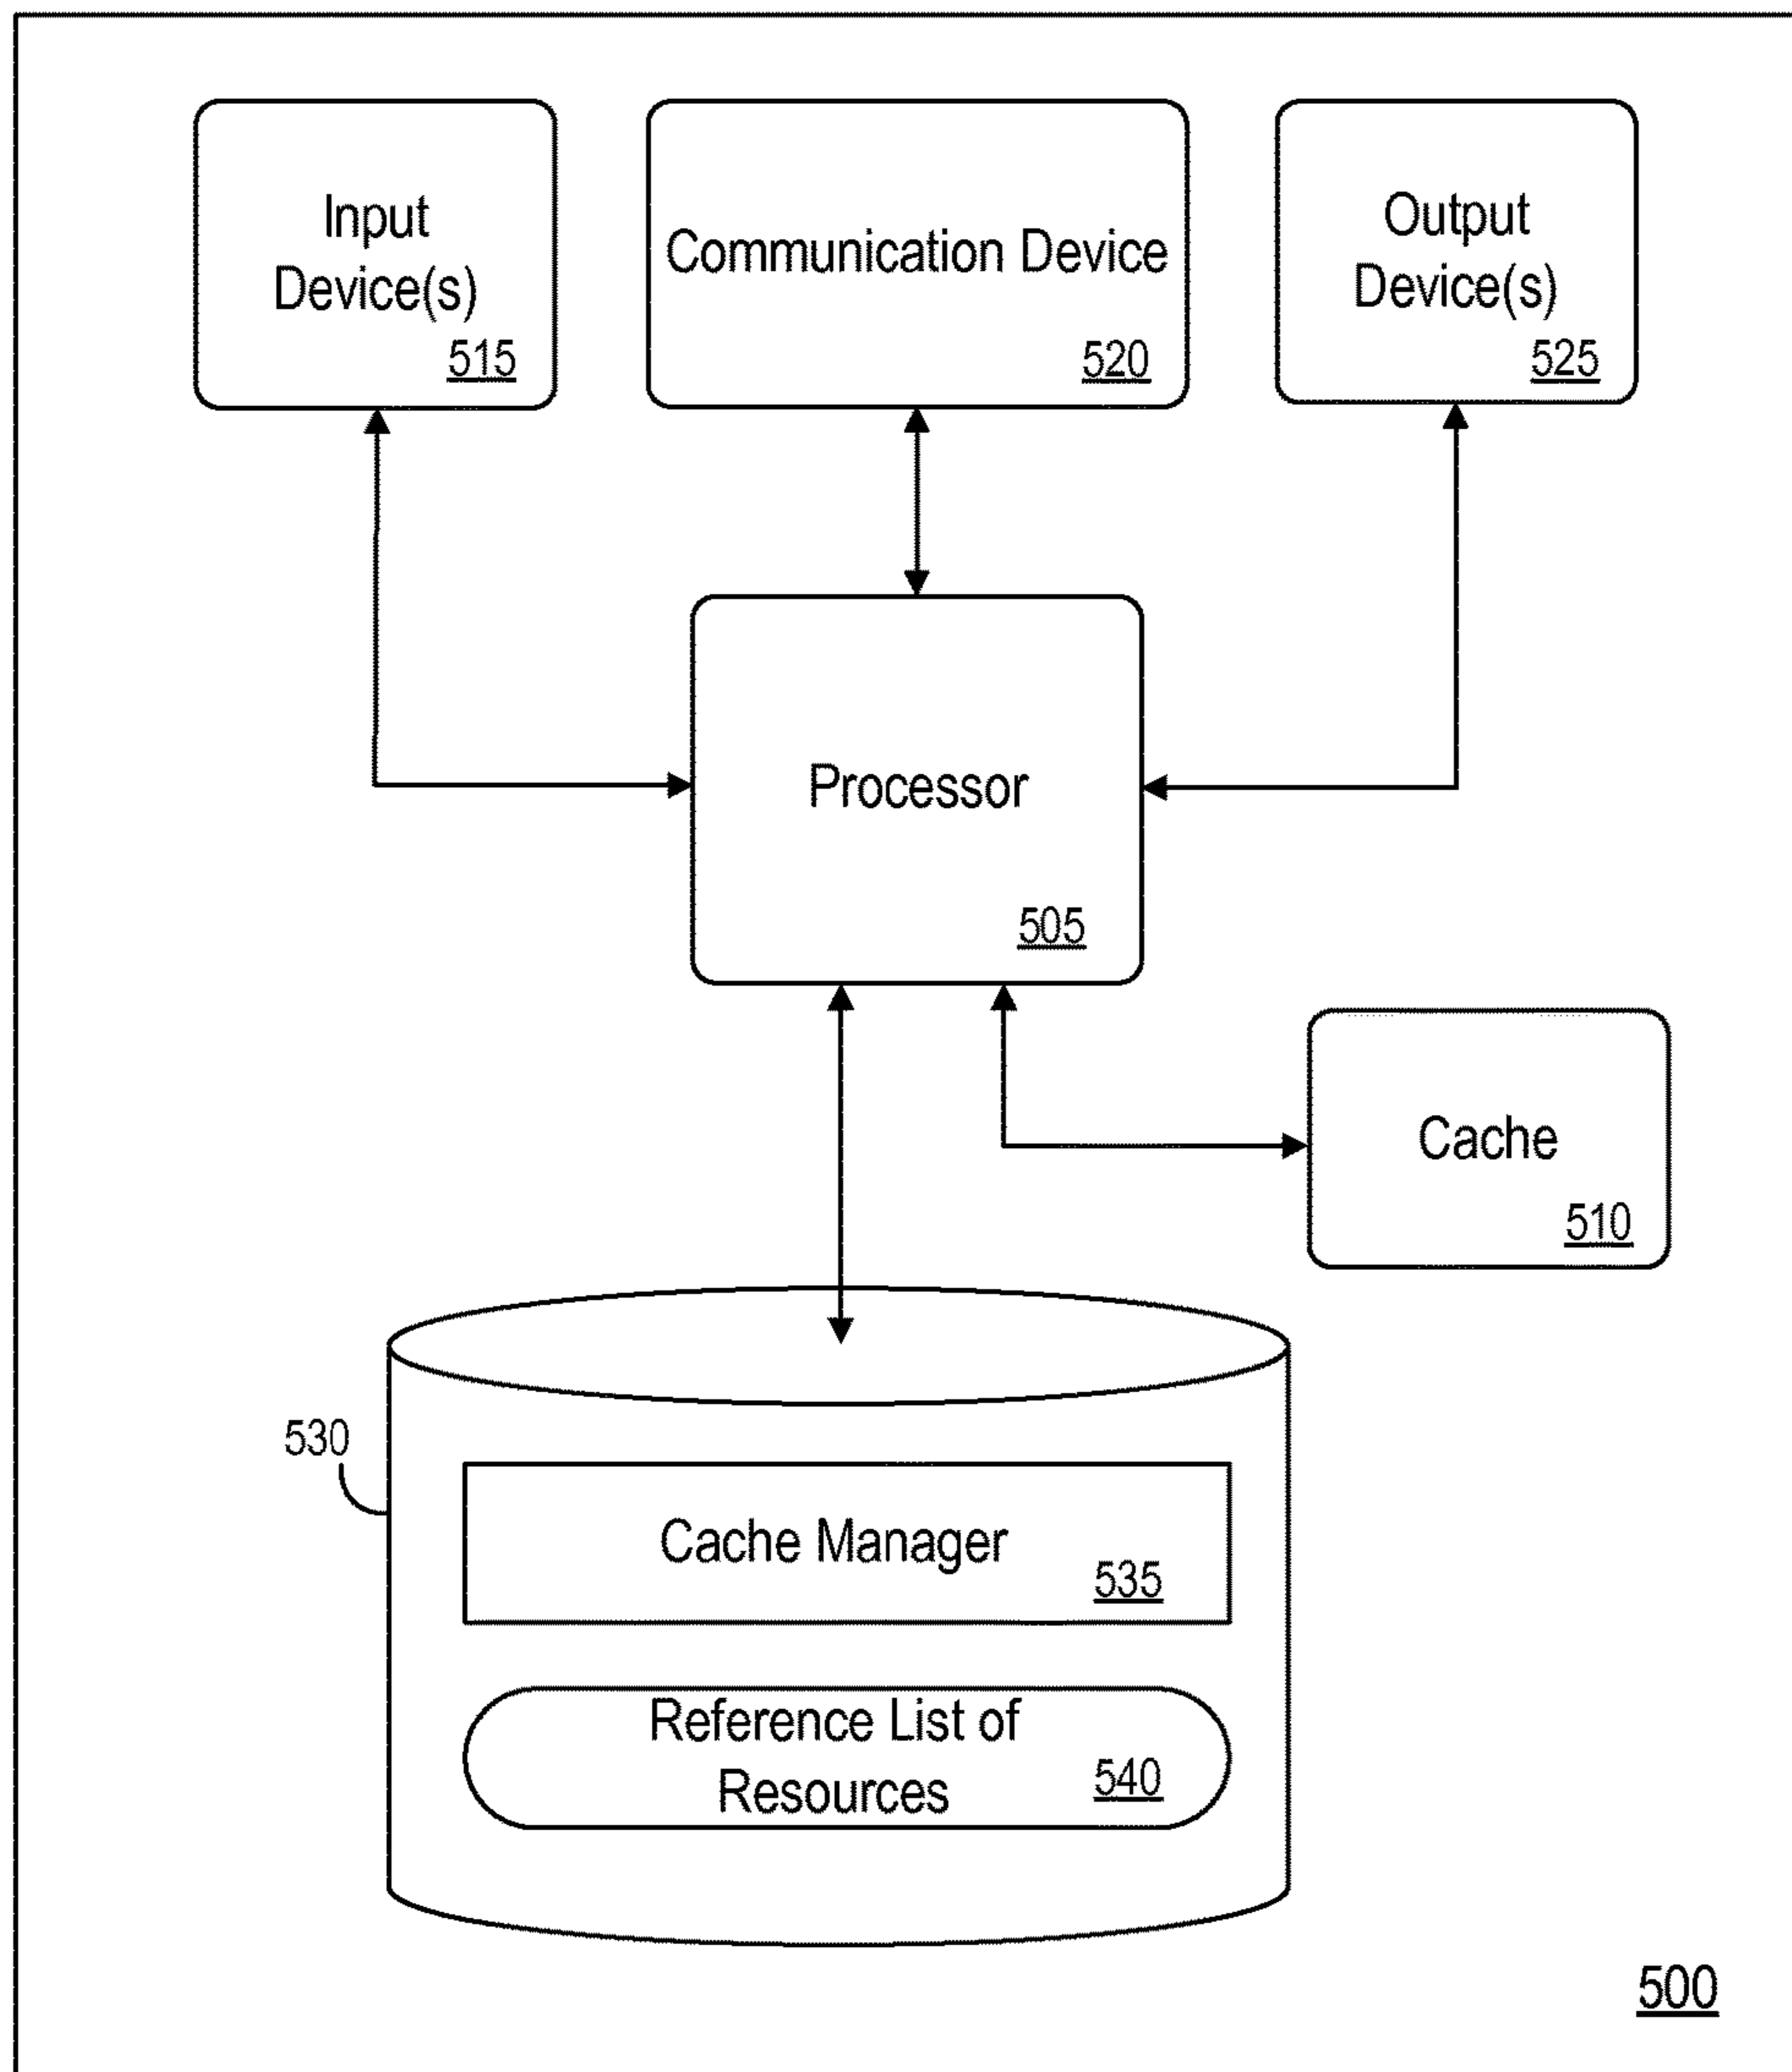 Input
Device(s)
515
Communication Device
520
Output
Device(s)
525
Processor
505
Cache
510
530
Cache Manager
535
Reference List of
Resources
540
500